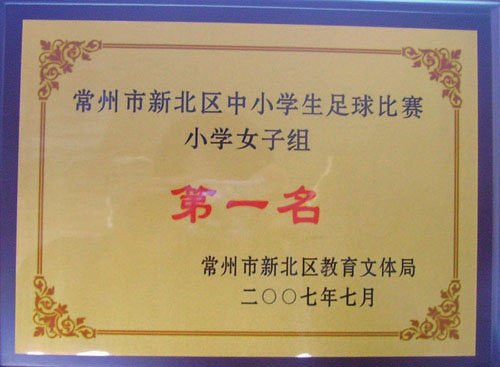 常州市新北区中小学生足球比赛
小学女子组
第一名
常州市新北区教育文体局
二〇〇七年七月